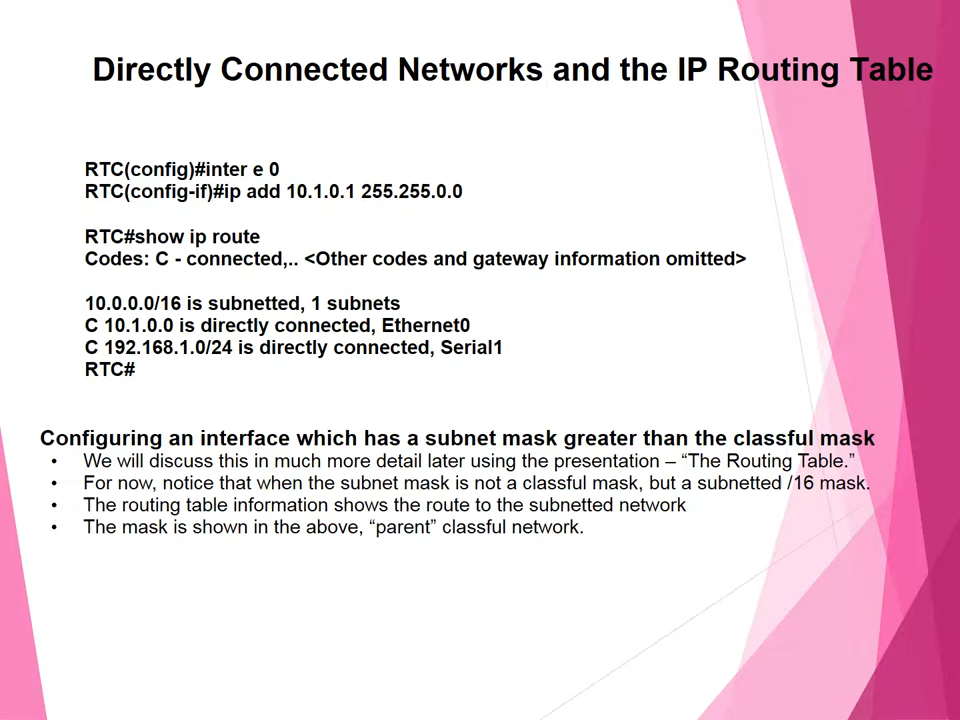 Directly Connected Networks and the IP Routing Table
RTC(config)#inter e 0
RTC(config-if)#ip add 10.1.0.1 255.255.0.0
RTC#show ip route
Codes: C - connected,.. <Other codes and gateway information omitted>
10.0.0.0/16 is subnetted, 1 subnets
C 10.1.0.0 is directly connected, Ethernet0
C 192.168.1.0/24 is directly connected, Serial1
RTC#
Configuring an interface which has a subnet mask greater than the classful mask
• We will discuss this in much more detail later using the presentation – “The Routing Table.”
• For now, notice that when the subnet mask is not a classful mask, but a subnetted /16 mask.
• The routing table information shows the route to the subnetted network
• The mask is shown in the above, “parent” classful network.